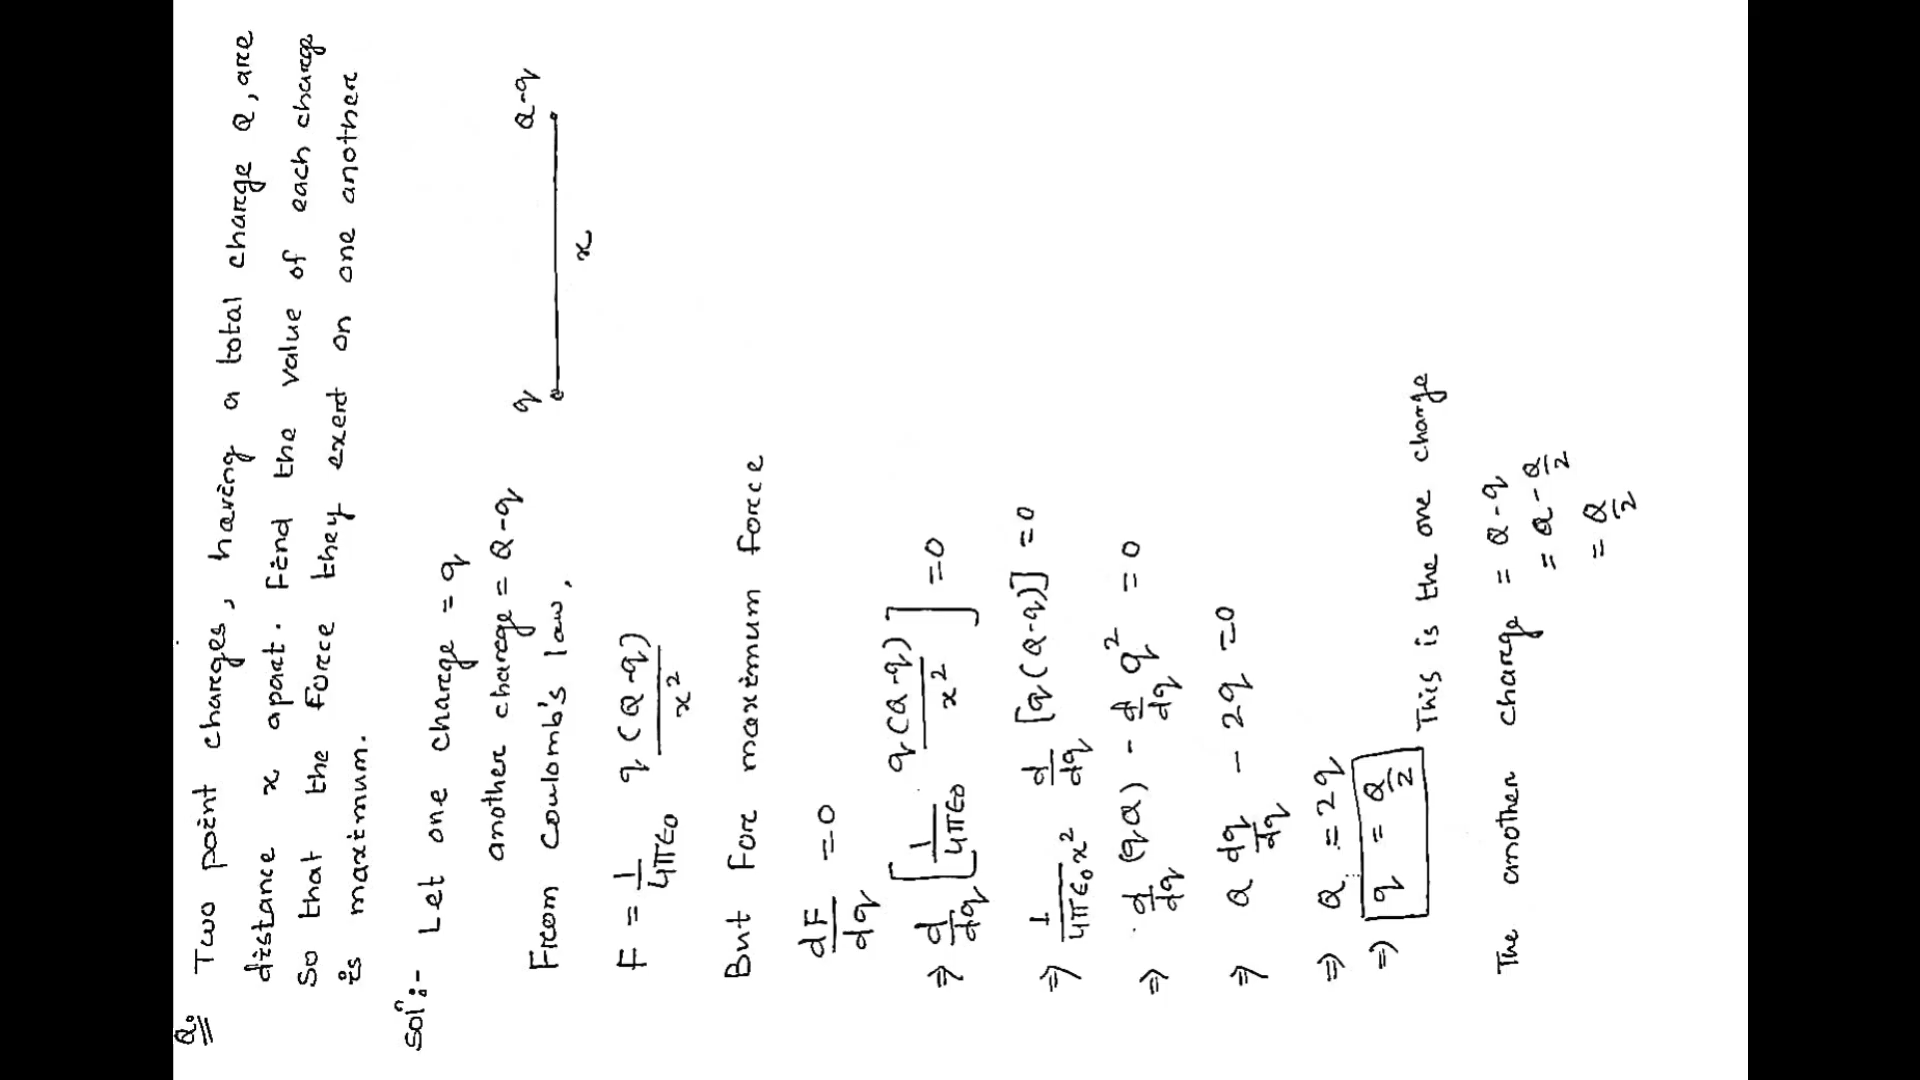 Q. Two point charges, having a total charge Q, are
distance x apart. Find the value of each charge
So that the force they exert on one another
is maximum.
Solⁿ:- Let one charge = q
another charge = Q-q
q
Q-q
x
From Coulomb's law,
F = 1/4πϵ₀ q(Q-q)/x²
But for maximum force
dF/dq = 0
⇒ d/dq [1/4πϵ₀ q(Q-q)/x²] = 0
⇒ 1/4πϵ₀x² d/dq [q(Q-q)] = 0
⇒ d/dq (qQ) - d/dq q² = 0
⇒ Q dq/dq - 2q = 0
⇒ Q = 2q
⇒ q = Q/2 This is the one charge
The another charge = Q-q
= Q - Q/2
= Q/2